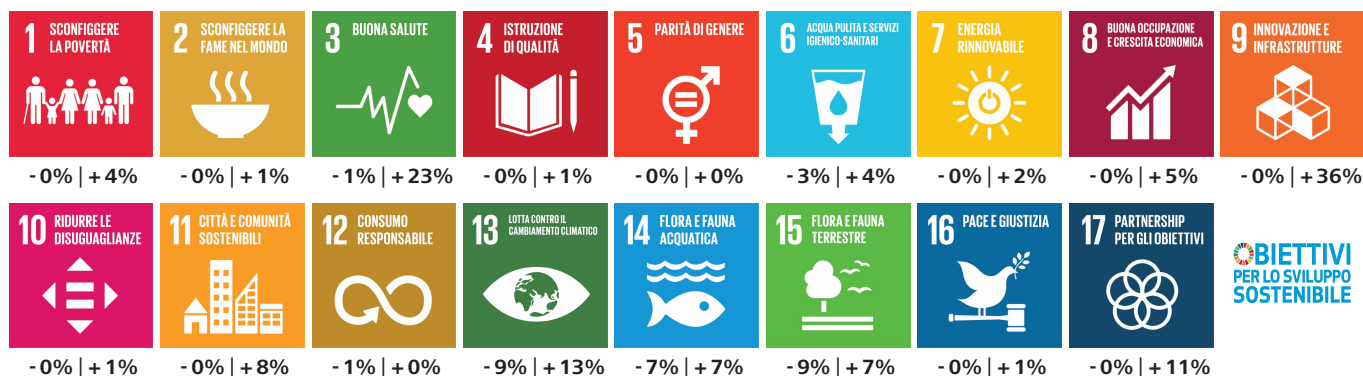 1 SCONFIGGERE
LA POVERTÀ
2 SCONFIGGERE LA
FAME NEL MONDO
3 BUONA SALUTE
4 ISTRUZIONE
DI QUALITÀ
5 PARITÀ DI GENERE
6 ACQUA PULITA E SERVIZI
IGIENICO-SANITARI
7 ENERGIA
RINNOVABILE
8 BUONA OCCUPAZIONE
E CRESCITA ECONOMICA
9 INNOVAZIONE E
INFRASTRUTTURE
-0% | +4%
-0% | +1%
-1% | +23%
-0% | +1%
-0% | +0%
-3% | +4%
-0% | +2%
-0% | +5%
-0% | +36%
10 RIDURRE LE
DISUGUAGLIANZE
11 CITTÀ E COMUNITÀ
SOSTENIBILI
12 CONSUMO
RESPONSABILE
13 LOTTA CONTRO IL
CAMBIAMENTO CLIMATICO
14 FLORA E FAUNA
ACQUATICA
15 FLORA E FAUNA
TERRESTRE
16 PACE E GIUSTIZIA
17 PARTNERSHIP
PER GLI OBIETTIVI
OBIETTIVI
PER LO SVILUPPO
SOSTENIBILE
-0% | +1%
-0% | +8%
-1% | +0%
-9% | +13%
-7% | +7%
-9% | +7%
-0% | +1%
-0% | +11%